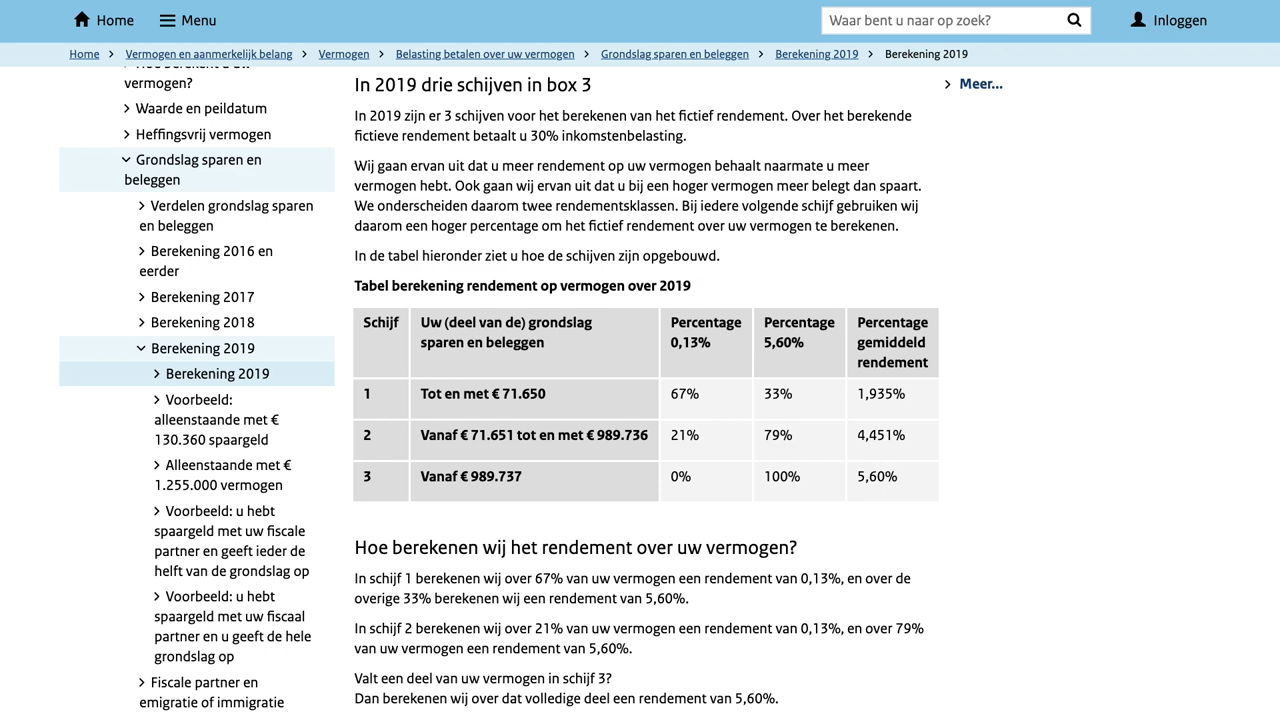 Home
Menu
Waar bent u naar op zoek?
Inloggen
Home > Vermogen en aanmerkelijk belang > Vermogen > Belasting betalen over uw vermogen > Grondslag sparen en beleggen > Berekening 2019 > Berekening 2019
vermogen?
Waarde en peildatum
Heffingsvrij vermogen
Grondslag sparen en
beleggen
Verdelen grondslag sparen
en beleggen
Berekening 2016 en
eerder
Berekening 2017
Berekening 2018
Berekening 2019
Berekening 2019
Voorbeeld:
alleenstaande met €
130.360 spaargeld
Alleenstaande met €
1.255.000 vermogen
Voorbeeld: u hebt
spaargeld met uw fiscale
partner en geeft ieder de
helft van de grondslag op
Voorbeeld: u hebt
spaargeld met uw fiscaal
partner en u geeft de hele
grondslag op
Fiscale partner en
emigratie of immigratie
In 2019 drie schijven in box 3
In 2019 zijn er 3 schijven voor het berekenen van het fictief rendement. Over het berekende
fictieve rendement betaalt u 30% inkomstenbelasting.
Wij gaan ervan uit dat u meer rendement op uw vermogen behaalt naarmate u meer
vermogen hebt. Ook gaan wij ervan uit dat u bij een hoger vermogen meer belegt dan spaart.
We onderscheiden daarom twee rendementsklassen. Bij iedere volgende schijf gebruiken wij
daarom een hoger percentage om het fictief rendement over uw vermogen te berekenen.
In de tabel hieronder ziet u hoe de schijven zijn opgebouwd.
Tabel berekening rendement op vermogen over 2019
Schijf
Uw (deel van de) grondslag
sparen en beleggen
Percentage
0,13%
Percentage
5,60%
Percentage
gemiddeld
rendement
1 Tot en met € 71.650 67% 33% 1,935%
2 Vanaf € 71.651 tot en met € 989.736 21% 79% 4,451%
3 Vanaf € 989.737 0% 100% 5,60%
Hoe berekenen wij het rendement over uw vermogen?
In schijf 1 berekenen wij over 67% van uw vermogen een rendement van 0,13%, en over de
overige 33% berekenen wij een rendement van 5,60%.
In schijf 2 berekenen wij over 21% van uw vermogen een rendement van 0,13%, en over 79%
van uw vermogen een rendement van 5,60%.
Valt een deel van uw vermogen in schijf 3?
Dan berekenen wij over dat volledige deel een rendement van 5,60%.
Meer...